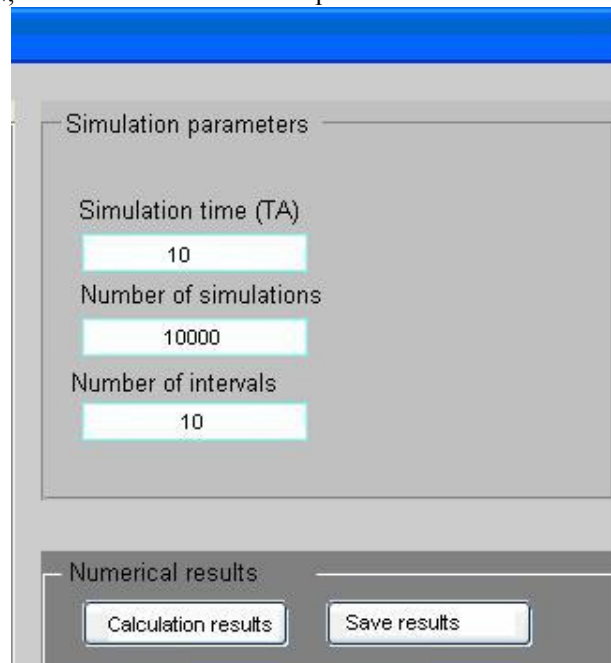 Simulation parameters
Simulation time (TA)
10
Number of simulations
10000
Number of intervals
10
Numerical results
Calculation results Save results